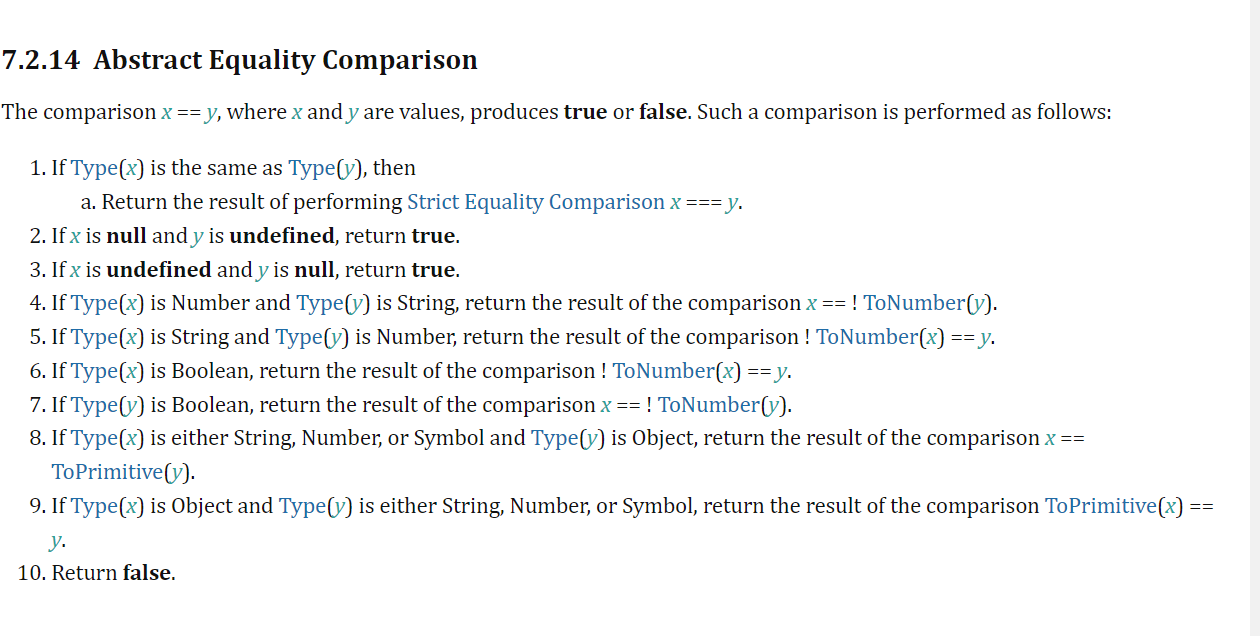 7.2.14 Abstract Equality Comparison
The comparison x == y, where x and y are values, produces true or false. Such a comparison is performed as follows:
1. If Type(x) is the same as Type(y), then
a. Return the result of performing Strict Equality Comparison x === y.
2. If x is null and y is undefined, return true.
3. If x is undefined and y is null, return true.
4. If Type(x) is Number and Type(y) is String, return the result of the comparison x == ! ToNumber(y).
5. If Type(x) is String and Type(y) is Number, return the result of the comparison ! ToNumber(x) == y.
6. If Type(x) is Boolean, return the result of the comparison ! ToNumber(x) == y.
7. If Type(y) is Boolean, return the result of the comparison x == ! ToNumber(y).
8. If Type(x) is either String, Number, or Symbol and Type(y) is Object, return the result of the comparison x ==
ToPrimitive(y).
9. If Type(x) is Object and Type(y) is either String, Number, or Symbol, return the result of the comparison ToPrimitive(x) ==
y.
10. Return false.